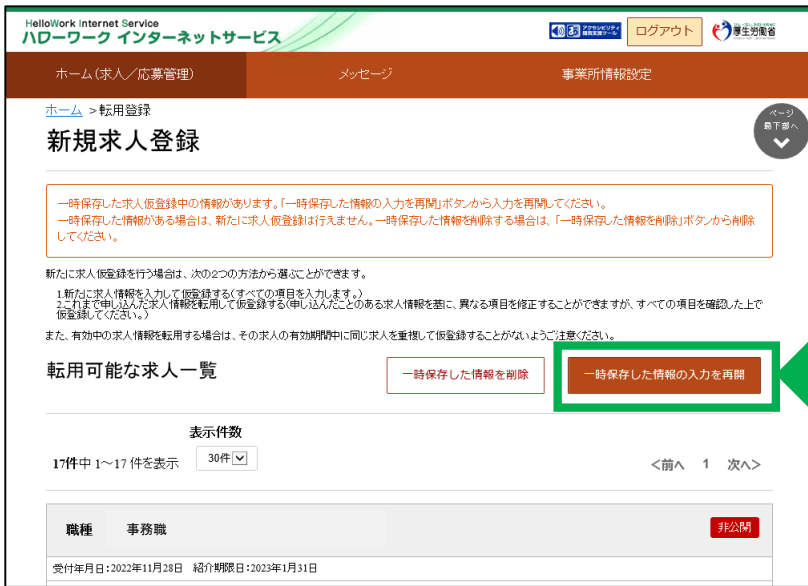 HelloWork Internet Service
ハローワーク インターネットサービス
アクセシビリティ
閲覧支援ツール
ログアウト
厚生労働省
ホーム(求人/応募管理)
メッセージ
事業所情報設定
ホーム >転用登録
ページ
最下部へ
新規求人登録
一時保存した求人仮登録中の情報があります。「一時保存した情報の入力を再開」ボタンから入力を再開してください。
一時保存した情報がある場合は、新たに求人仮登録は行えません。一時保存した情報を削除する場合は、「一時保存した情報を削除」ボタンから削除
してください。
新たに求人仮登録を行う場合は、次の2つの方法から選ぶことができます。
1.新たに求人情報を入力して仮登録する(すべての項目を入力します。)
2.これまで申し込んだ求人情報を転用して仮登録する(申し込んだことのある求人情報を基に、異なる項目を修正することができますが、すべての項目を確認した上で
仮登録してください。)
また、有効中の求人情報を転用する場合は、その求人の有効期間中に同じ求人を重複して仮登録することがないようご注意ください。
転用可能な求人一覧
一時保存した情報を削除
一時保存した情報の入力を再開
表示件数
17件中 1~17 件を表示
30件
<前へ 1 次へ>
職種 事務職
非公開
受付年月日:2022年11月28日 紹介期限日:2023年1月31日